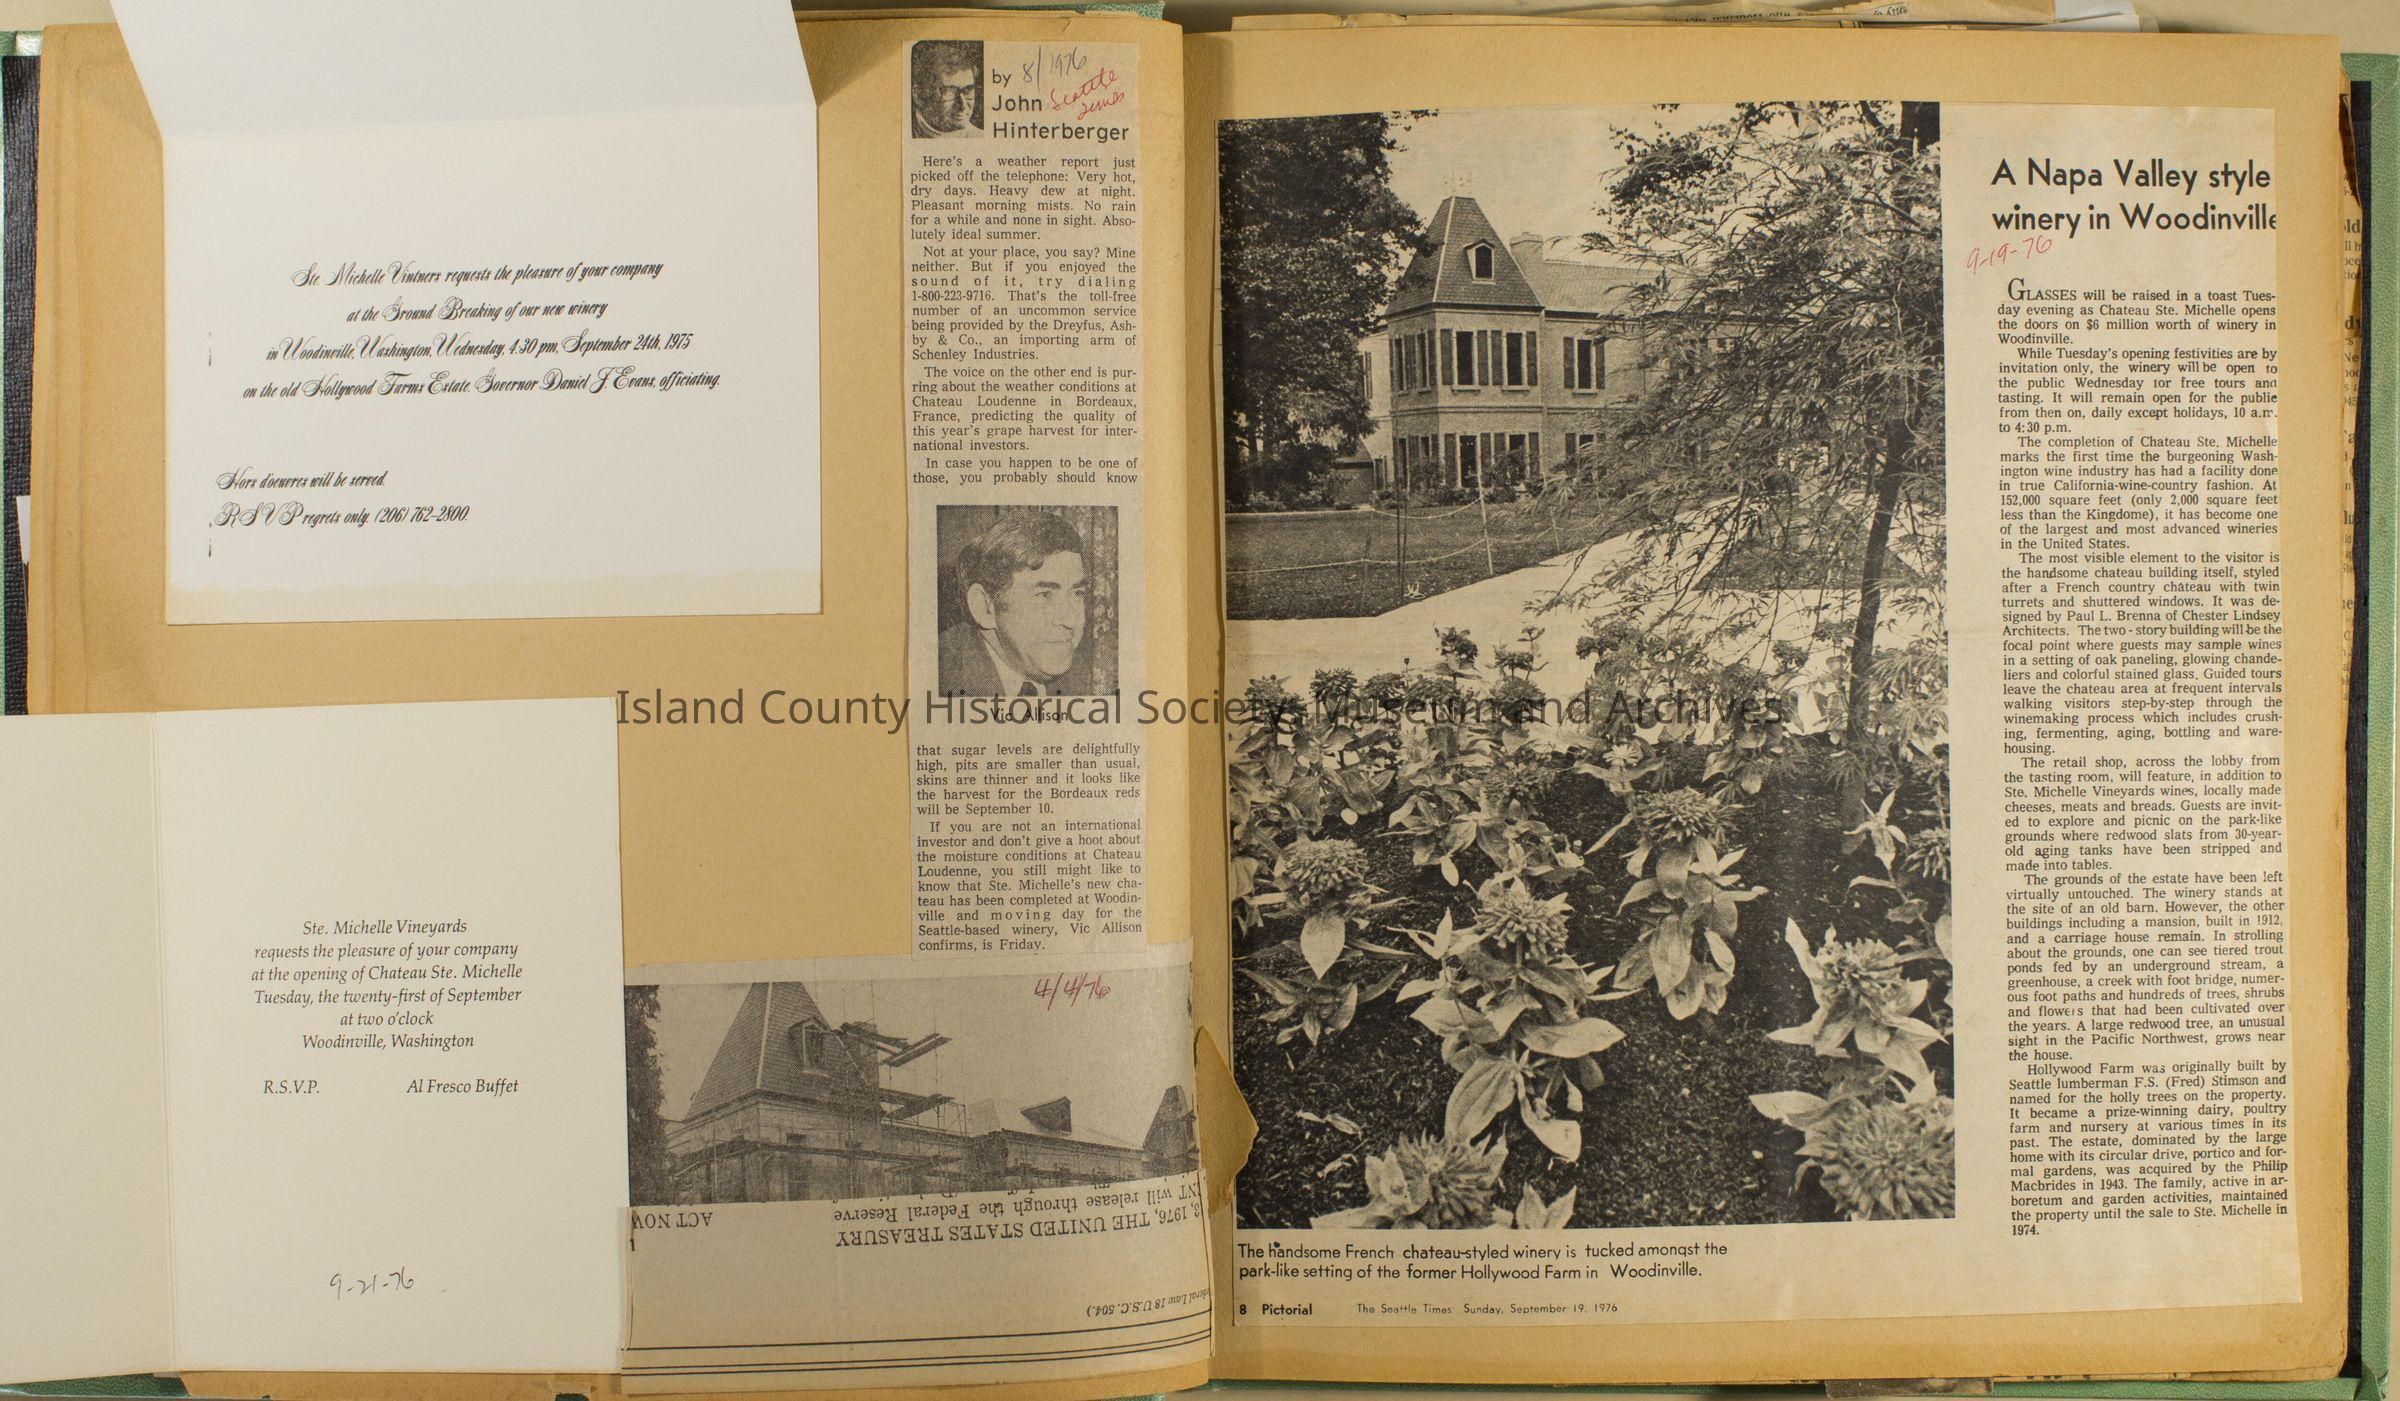 Ste. Michelle Vintners requests the pleasure of your company
at the Ground Breaking of our new winery
in Woodinville, Washington, Wednesday, 4:30 pm, September 24th, 1975
on the old Hollywood Farms Estate. Governor Daniel J. Evans, officiating.
Hors d'oeuvres will be served.
RSVP regrets only. (206) 762-2800.
Ste. Michelle Vineyards
requests the pleasure of your company
at the opening of Chateau Ste. Michelle
Tuesday, the twenty-first of September
at two o'clock
Woodinville, Washington
R.S.V.P. Al Fresco Buffet
9-21-76
by 8/1976
John Seattle
Times
Hinterberger
Here's a weather report just
picked off the telephone: Very hot,
dry days. Heavy dew at night.
Pleasant morning mists. No rain
for a while and none in sight. Abso-
lutely ideal summer.
Not at your place, you say? Mine
neither. But if you enjoyed the
sound of it, try dialing
1-800-223-9716. That's the toll-free
number of an uncommon service
being provided by the Dreyfus, Ash-
by & Co., an importing arm of
Schenley Industries.
The voice on the other end is pur-
ring about the weather conditions at
Chateau Loudenne in Bordeaux,
France, predicting the quality of
this year's grape harvest for inter-
national investors.
In case you happen to be one of
those, you probably should know
Vic Allison
that sugar levels are delightfully
high, pits are smaller than usual,
skins are thinner and it looks like
the harvest for the Bordeaux reds
will be September 10.
If you are not an international
investor and don't give a hoot about
the moisture conditions at Chateau
Loudenne, you still might like to
know that Ste. Michelle's new cha-
teau has been completed at Woodin-
ville and moving day for the
Seattle-based winery, Vic Allison
confirms, is Friday.
4/4/76
NT will release through the Federal Reserve
3, 1976, THE UNITED STATES TREASURY
ACT NOW
ederal Law 18 U.S.C. 504.)
Island County Historical Society, Museum and Archives
A Napa Valley style
winery in Woodinville
9-19-76
GLASSES will be raised in a toast Tues-
day evening as Chateau Ste. Michelle opens
the doors on $6 million worth of winery in
Woodinville.
While Tuesday's opening festivities are by
invitation only, the winery will be open to
the public Wednesday for free tours and
tasting. It will remain open for the public
from then on, daily except holidays, 10 a.m.
to 4:30 p.m.
The completion of Chateau Ste. Michelle
marks the first time the burgeoning Wash-
ington wine industry has had a facility done
in true California-wine-country fashion. At
152,000 square feet (only 2,000 square feet
less than the Kingdome), it has become one
of the largest and most advanced wineries
in the United States.
The most visible element to the visitor is
the handsome chateau building itself, styled
after a French country château with twin
turrets and shuttered windows. It was de-
signed by Paul L. Brenna of Chester Lindsey
Architects. The two-story building will be the
focal point where guests may sample wines
in a setting of oak paneling, glowing chande-
liers and colorful stained glass. Guided tours
leave the chateau area at frequent intervals
walking visitors step-by-step through the
winemaking process which includes crush-
ing, fermenting, aging, bottling and ware-
housing.
The retail shop, across the lobby from
the tasting room, will feature, in addition to
Ste. Michelle Vineyards wines, locally made
cheeses, meats and breads. Guests are invit-
ed to explore and picnic on the park-like
grounds where redwood slats from 30-year-
old aging tanks have been stripped and
made into tables.
The grounds of the estate have been left
virtually untouched. The winery stands at
the site of an old barn. However, the other
buildings including a mansion, built in 1912,
and a carriage house remain. In strolling
about the grounds, one can see tiered trout
ponds fed by an underground stream, a
greenhouse, a creek with foot bridge, numer-
ous foot paths and hundreds of trees, shrubs
and flowers that had been cultivated over
the years. A large redwood tree, an unusual
sight in the Pacific Northwest, grows near
the house.
Hollywood Farm was originally built by
Seattle lumberman F.S. (Fred) Stimson and
named for the holly trees on the property.
It became a prize-winning dairy, poultry
farm and nursery at various times in its
past. The estate, dominated by the large
home with its circular drive, portico and for-
mal gardens, was acquired by the Philip
Macbrides in 1943. The family, active in ar-
boretum and garden activities, maintained
the property until the sale to Ste. Michelle in
1974.
The handsome French chateau-styled winery is tucked amongst the
park-like setting of the former Hollywood Farm in Woodinville.
8 Pictorial The Seattle Times Sunday, September 19, 1976